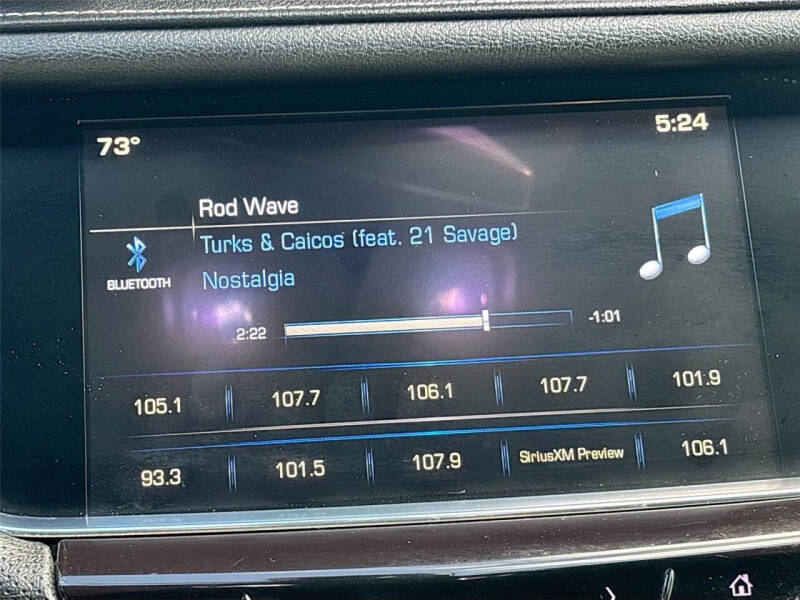 73°
5:24
Rod Wave
Turks & Caicos (feat. 21 Savage)
Nostalgia
BLUETOOTH
2:22
-1:01
105.1 107.7 106.1 107.7 101.9
93.3 101.5 107.9 SiriusXM Preview 106.1